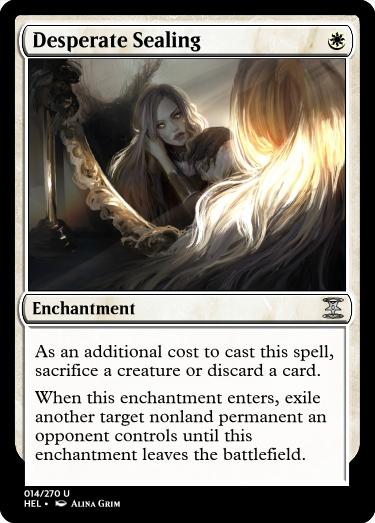 Desperate Sealing
Enchantment
As an additional cost to cast this spell,
sacrifice a creature or discard a card.
When this enchantment enters, exile
another target nonland permanent an
opponent controls until this
enchantment leaves the battlefield.
014/270 U
HEL • Alina Grim